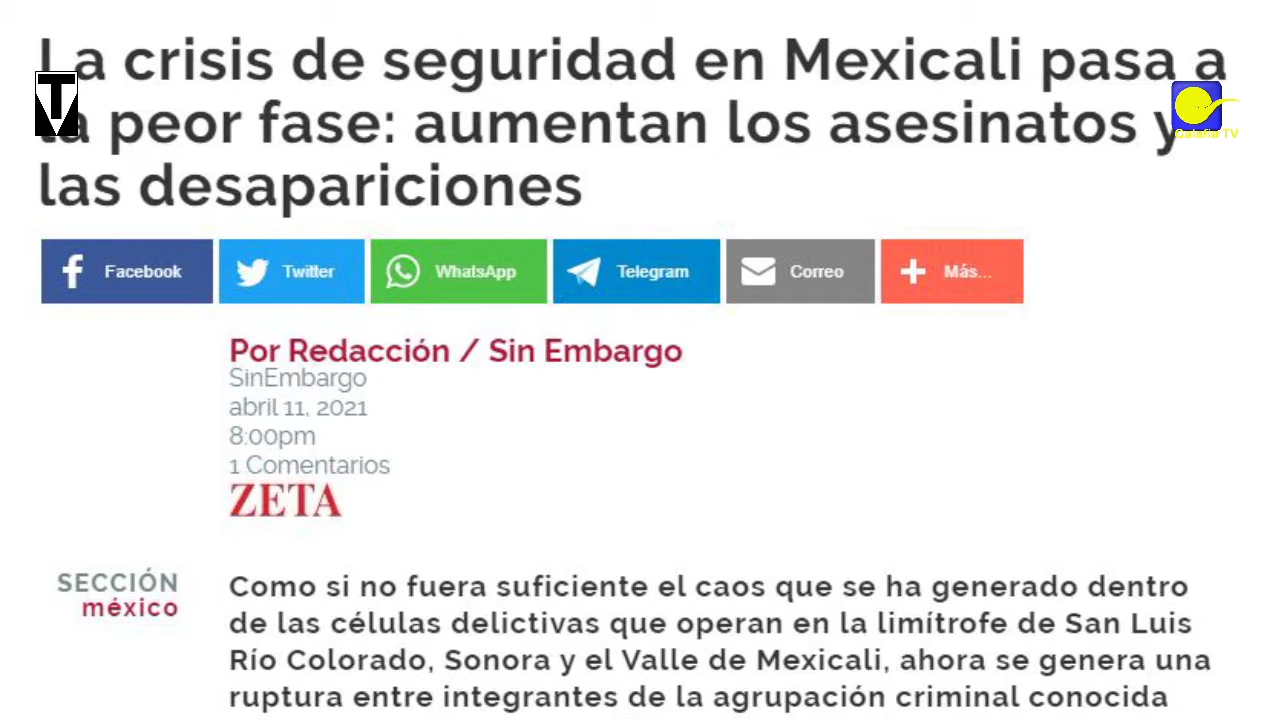 La crisis de seguridad en Mexicali pasa a
la peor fase: aumentan los asesinatos y
las desapariciones
TV
Calafia TV
Facebook
Twitter
WhatsApp
Telegram
Correo
Más...
Por Redacción / Sin Embargo
SinEmbargo
abril 11, 2021
8:00pm
1 Comentarios
ZETA
SECCIÓN
méxico
Como si no fuera suficiente el caos que se ha generado dentro
de las células delictivas que operan en la limítrofe de San Luis
Río Colorado, Sonora y el Valle de Mexicali, ahora se genera una
ruptura entre integrantes de la agrupación criminal conocida